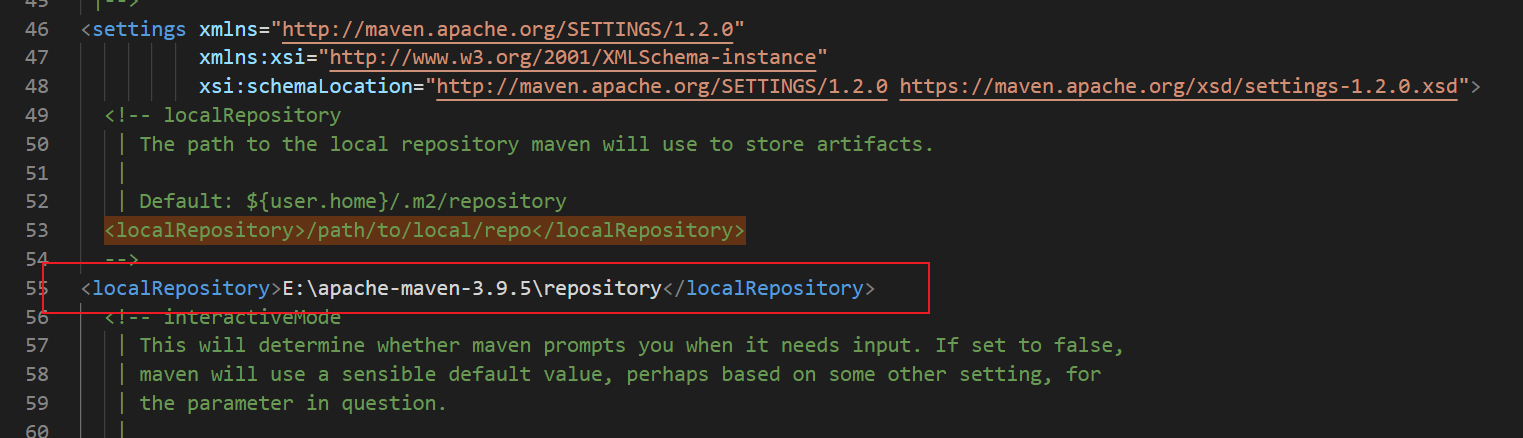 45 |-->
46 <settings xmlns="http://maven.apache.org/SETTINGS/1.2.0"
47 xmlns:xsi="http://www.w3.org/2001/XMLSchema-instance"
48 xsi:schemaLocation="http://maven.apache.org/SETTINGS/1.2.0 https://maven.apache.org/xsd/settings-1.2.0.xsd">
49 <!-- localRepository
50 | The path to the local repository maven will use to store artifacts.
51 |
52 | Default: ${user.home}/.m2/repository
53 <localRepository>/path/to/local/repo</localRepository>
54 -->
55 <localRepository>E:\apache-maven-3.9.5\repository</localRepository>
56 <!-- interactiveMode
57 | This will determine whether maven prompts you when it needs input. If set to false,
58 | maven will use a sensible default value, perhaps based on some other setting, for
59 | the parameter in question.
60 |